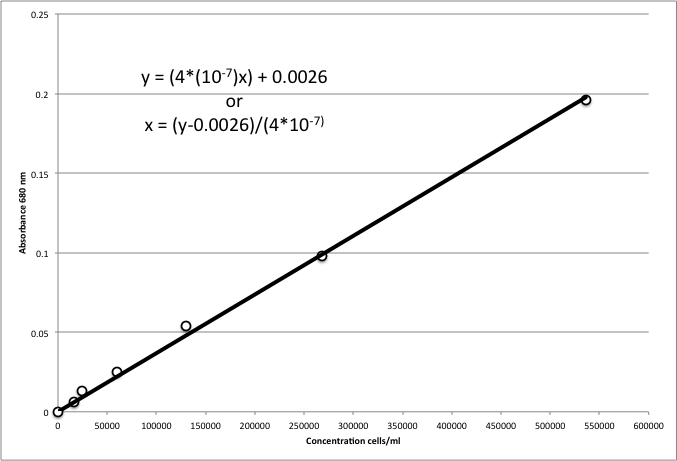 0.25
y = (4*(10⁻⁷)x) + 0.0026
0.2
or
x = (y-0.0026)/(4*10⁻⁷)
0.15
Absorbance 680 nm
0.1
0.05
0
0 50000 100000 150000 200000 250000 300000 350000 400000 450000 500000 550000 600000
Concentration cells/ml